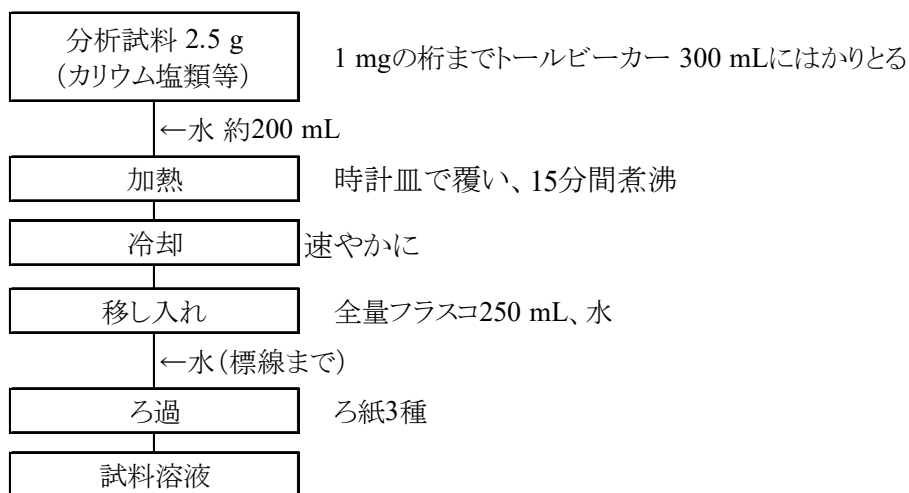 分析試料 2.5 g
(カリウム塩類等)
1 mgの桁までトールビーカー 300 mLにはかりとる
←水 約200 mL
加熱
時計皿で覆い、15分間煮沸
冷却
速やかに
移し入れ
全量フラスコ250 mL、水
←水(標線まで)
ろ過
ろ紙3種
試料溶液